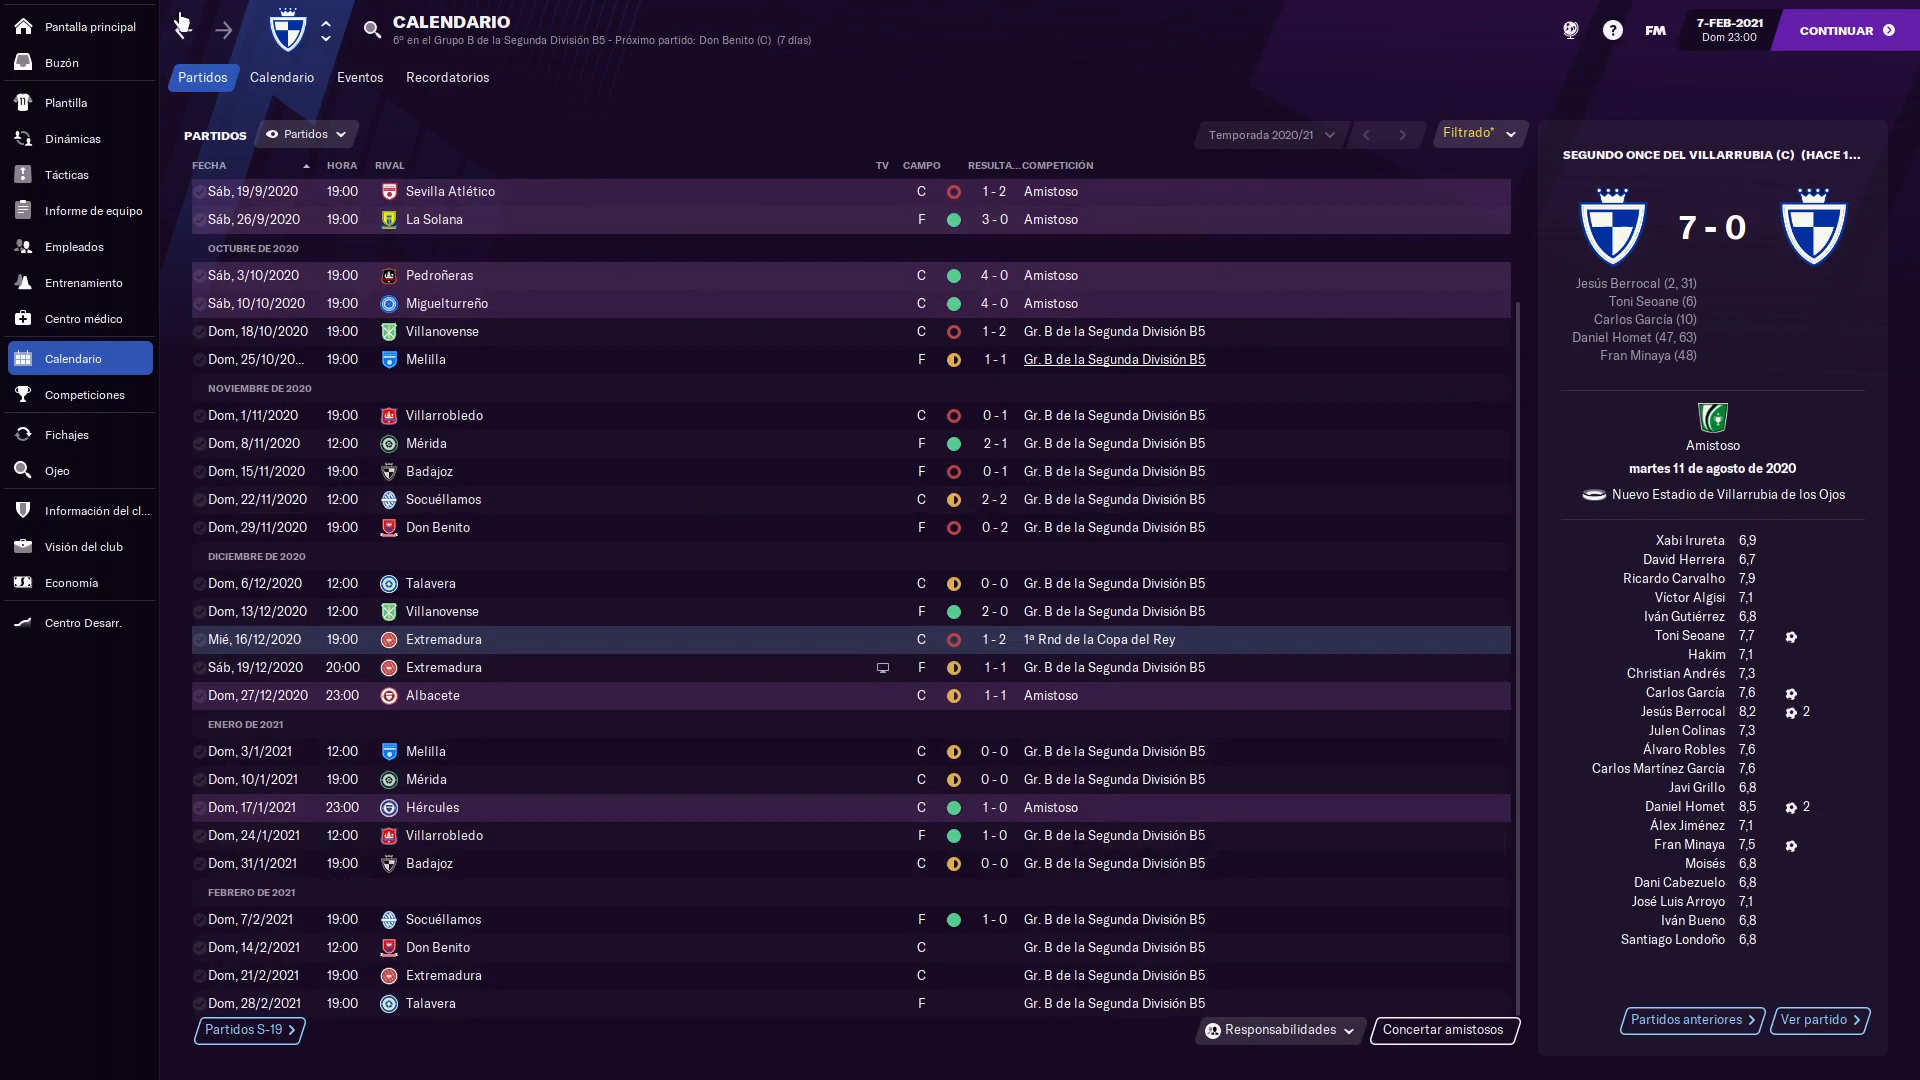 Pantalla principal
Buzón
Plantilla
Dinámicas
Tácticas
Informe de equipo
Empleados
Entrenamiento
Centro médico
Calendario
Competiciones
Fichajes
Ojeo
Información del cl...
Visión del club
Economía
Centro Desarr.
CALENDARIO
6º en el Grupo B de la Segunda División B5 - Próximo partido: Don Benito (C) (7 días)
FM
7-FEB-2021
Dom 23:00
CONTINUAR
Partidos Calendario Eventos Recordatorios
PARTIDOS Partidos Temporada 2020/21 Filtrado*
FECHA HORA RIVAL TV CAMPO RESULTA... COMPETICIÓN
Sáb, 19/9/2020 19:00 Sevilla Atlético C 1 - 2 Amistoso
Sáb, 26/9/2020 19:00 La Solana F 3 - 0 Amistoso
OCTUBRE DE 2020
Sáb, 3/10/2020 19:00 Pedroñeras C 4 - 0 Amistoso
Sáb, 10/10/2020 19:00 Miguelturreño C 4 - 0 Amistoso
Dom, 18/10/2020 19:00 Villanovense C 1 - 2 Gr. B de la Segunda División B5
Dom, 25/10/20... 19:00 Melilla F 1 - 1 Gr. B de la Segunda División B5
NOVIEMBRE DE 2020
Dom, 1/11/2020 19:00 Villarrobledo C 0 - 1 Gr. B de la Segunda División B5
Dom, 8/11/2020 12:00 Mérida F 2 - 1 Gr. B de la Segunda División B5
Dom, 15/11/2020 19:00 Badajoz F 0 - 1 Gr. B de la Segunda División B5
Dom, 22/11/2020 12:00 Socuéllamos C 2 - 2 Gr. B de la Segunda División B5
Dom, 29/11/2020 19:00 Don Benito F 0 - 2 Gr. B de la Segunda División B5
DICIEMBRE DE 2020
Dom, 6/12/2020 12:00 Talavera C 0 - 0 Gr. B de la Segunda División B5
Dom, 13/12/2020 12:00 Villanovense F 2 - 0 Gr. B de la Segunda División B5
Mié, 16/12/2020 19:00 Extremadura C 1 - 2 1ª Rnd de la Copa del Rey
Sáb, 19/12/2020 20:00 Extremadura F 1 - 1 Gr. B de la Segunda División B5
Dom, 27/12/2020 23:00 Albacete C 1 - 1 Amistoso
ENERO DE 2021
Dom, 3/1/2021 12:00 Melilla C 0 - 0 Gr. B de la Segunda División B5
Dom, 10/1/2021 19:00 Mérida C 0 - 0 Gr. B de la Segunda División B5
Dom, 17/1/2021 23:00 Hércules C 1 - 0 Amistoso
Dom, 24/1/2021 12:00 Villarrobledo F 1 - 0 Gr. B de la Segunda División B5
Dom, 31/1/2021 19:00 Badajoz C 0 - 0 Gr. B de la Segunda División B5
FEBRERO DE 2021
Dom, 7/2/2021 19:00 Socuéllamos F 1 - 0 Gr. B de la Segunda División B5
Dom, 14/2/2021 12:00 Don Benito C Gr. B de la Segunda División B5
Dom, 21/2/2021 19:00 Extremadura C Gr. B de la Segunda División B5
Dom, 28/2/2021 19:00 Talavera F Gr. B de la Segunda División B5
Partidos S-19 Responsabilidades Concertar amistosos
SEGUNDO ONCE DEL VILLARRUBIA (C) (HACE 1...
7 - 0
Jesús Berrocal (2, 31)
Toni Seoane (6)
Carlos García (10)
Daniel Homet (47, 63)
Fran Minaya (48)
Amistoso
martes 11 de agosto de 2020
Nuevo Estadio de Villarrubia de los Ojos
Xabi Irureta 6,9
David Herrera 6,7
Ricardo Carvalho 7,9
Víctor Algisi 7,1
Iván Gutiérrez 6,8
Toni Seoane 7,7
Hakim 7,1
Christian Andrés 7,3
Carlos García 7,6
Jesús Berrocal 8,2 2
Julen Colinas 7,3
Álvaro Robles 7,6
Carlos Martínez García 7,6
Javi Grillo 6,8
Daniel Homet 8,5 2
Álex Jiménez 7,1
Fran Minaya 7,5
Moisés 6,8
Dani Cabezuelo 6,8
José Luis Arroyo 7,1
Iván Bueno 6,8
Santiago Londoño 6,8
Partidos anteriores Ver partido